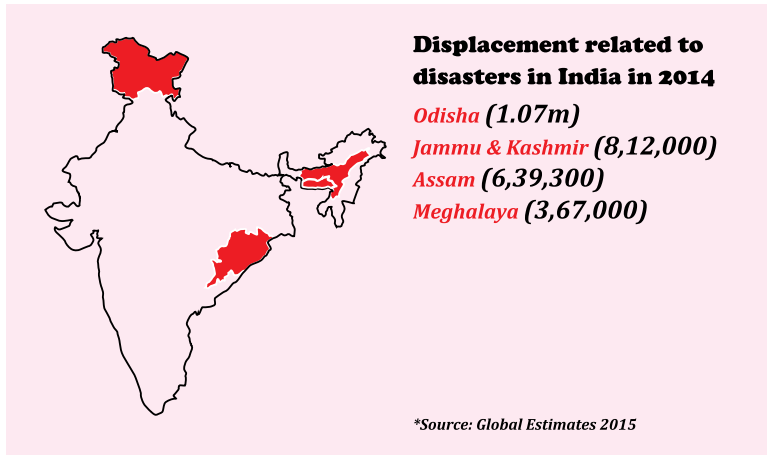 Displacement related to
disasters in India in 2014
Odisha (1.07m)
Jammu & Kashmir (8,12,000)
Assam (6,39,300)
Meghalaya (3,67,000)
*Source: Global Estimates 2015